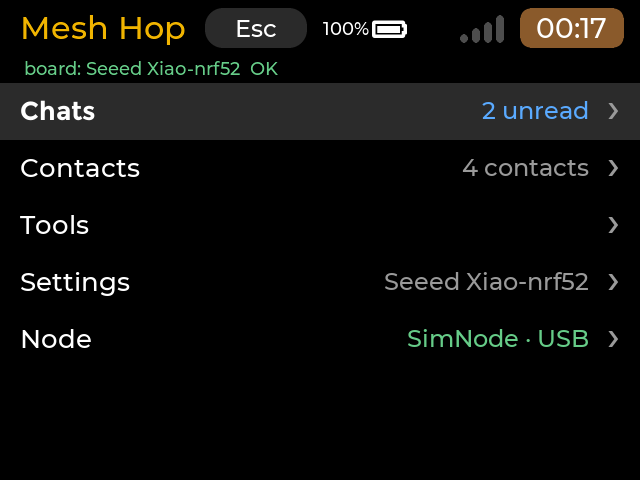 Mesh Hop Esc 100% 00:17
board: Seeed Xiao-nrf52 OK
Chats 2 unread
Contacts 4 contacts
Tools
Settings Seeed Xiao-nrf52
Node SimNode · USB